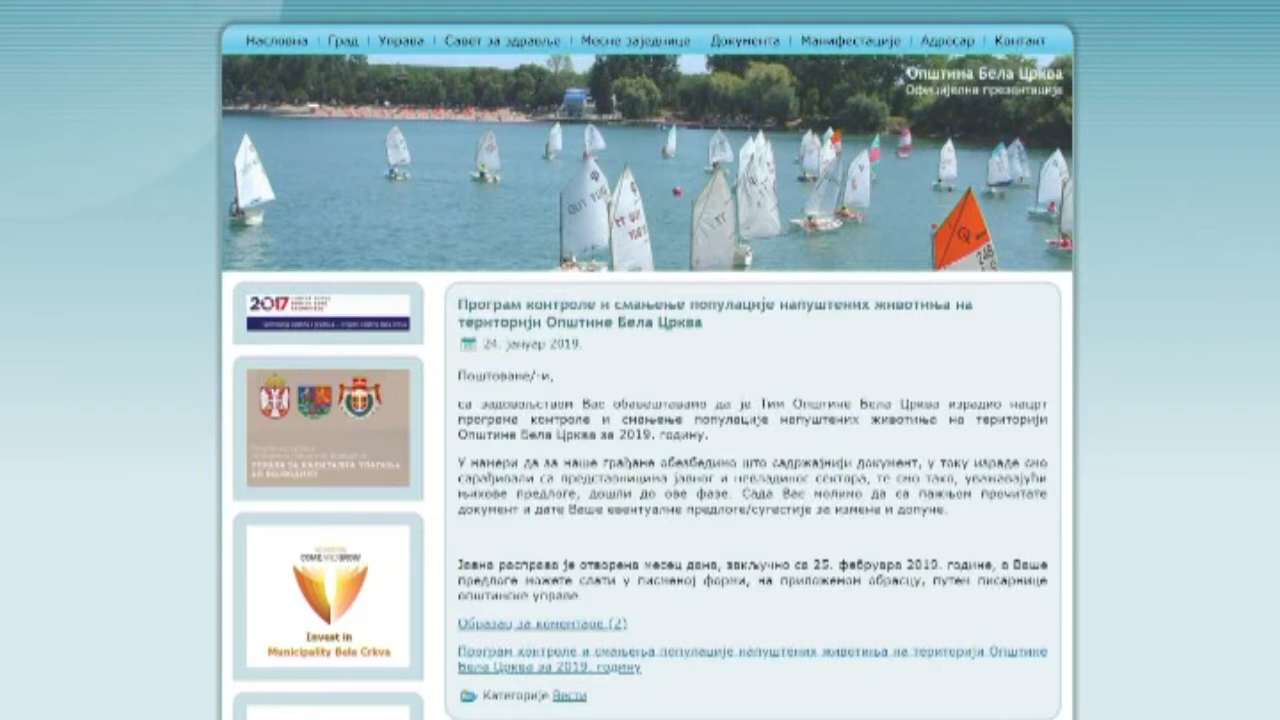 Насловна Град Управа Савет за здравље Месне заједнице Документа Манифестације Адресар Контакт
Општина Бела Црква
Официјелна презентација
2017
COME AND GROW
Invest in
Municipality Bela Crkva
Програм контроле и смањење популације напуштених животиња на
територији Општине Бела Црква
24. јануар 2019.
Поштоване/-и,
са задовољством Вас обавештавамо да је Тим Општине Бела Црква израдио нацрт
програма контроле и смањење популације напуштених животиња на територији
Општине Бела Црква за 2019. годину.
У намери да за наше грађане обезбедимо што садржајнији документ, у току израде смо
сарађивали са представницима јавног и невладиног сектора, те смо тако, уважавајући
њихове предлоге, дошли до ове фазе. Сада Вас молимо да са пажњом прочитате
документ и дате Ваше евентуалне предлоге/сугестије за измене и допуне.
Јавна расправа је отворена месец дана, закључно са 25. фебруара 2019. године, а Ваше
предлоге можете слати у писменој форми, на приложеном обрасцу, путем писарнице
општинске управе.
Образац за коментаре (2)
Програм контроле и смањења популације напуштених животиња на територији Општине
Бела Црква за 2019. годину
Категорије Вести